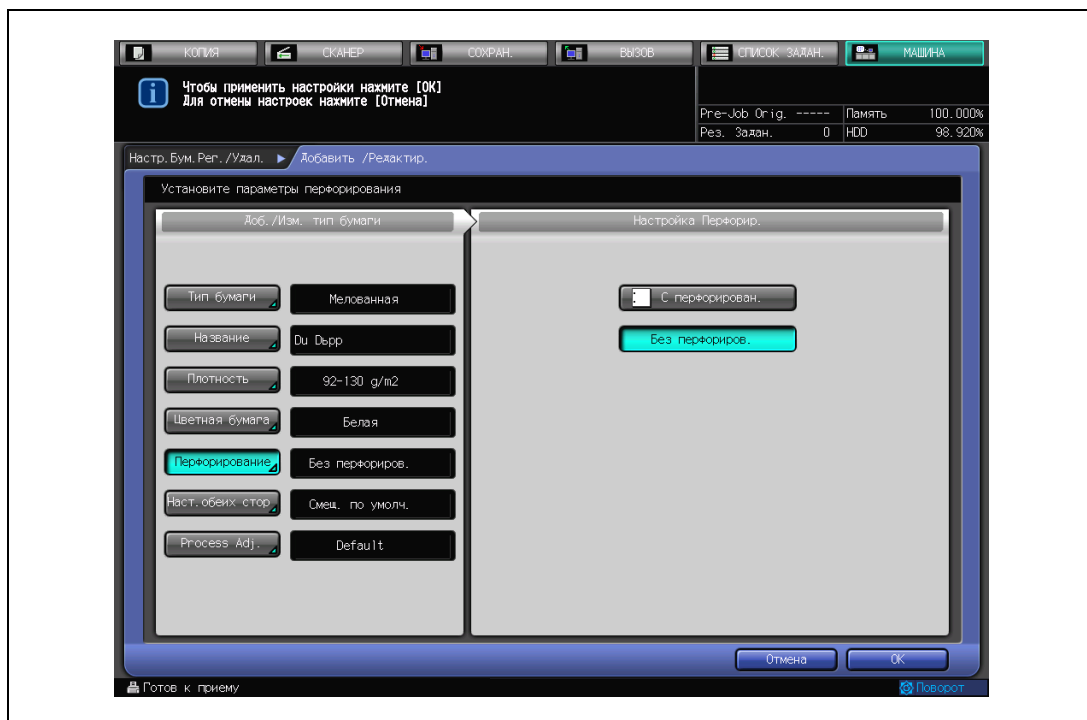 КОПИЯ СКАНЕР СОХРАН. ВЫЗОВ СПИСОК ЗАДАН. МАШИНА
Чтобы применить настройки нажмите [OK]
Для отмены настроек нажмите [Отмена]
Pre-Job Orig. ----- Память 100.000%
Рез. Задан. 0 HDD 98.920%
Настр.Бум.Рег./Удал. Добавить /Редактир.
Установите параметры перфорирования
Доб./Изм. тип бумаги Настройка Перфорир.
Тип бумаги Мелованная С перфорирован.
Название Du Dьpp Без перфориров.
Плотность 92-130 g/m2
Цветная бумага Белая
Перфорирование Без перфориров.
Наст.обеих стор Смещ. по умолч.
Process Adj. Default
Отмена OK
Готов к приему Поворот